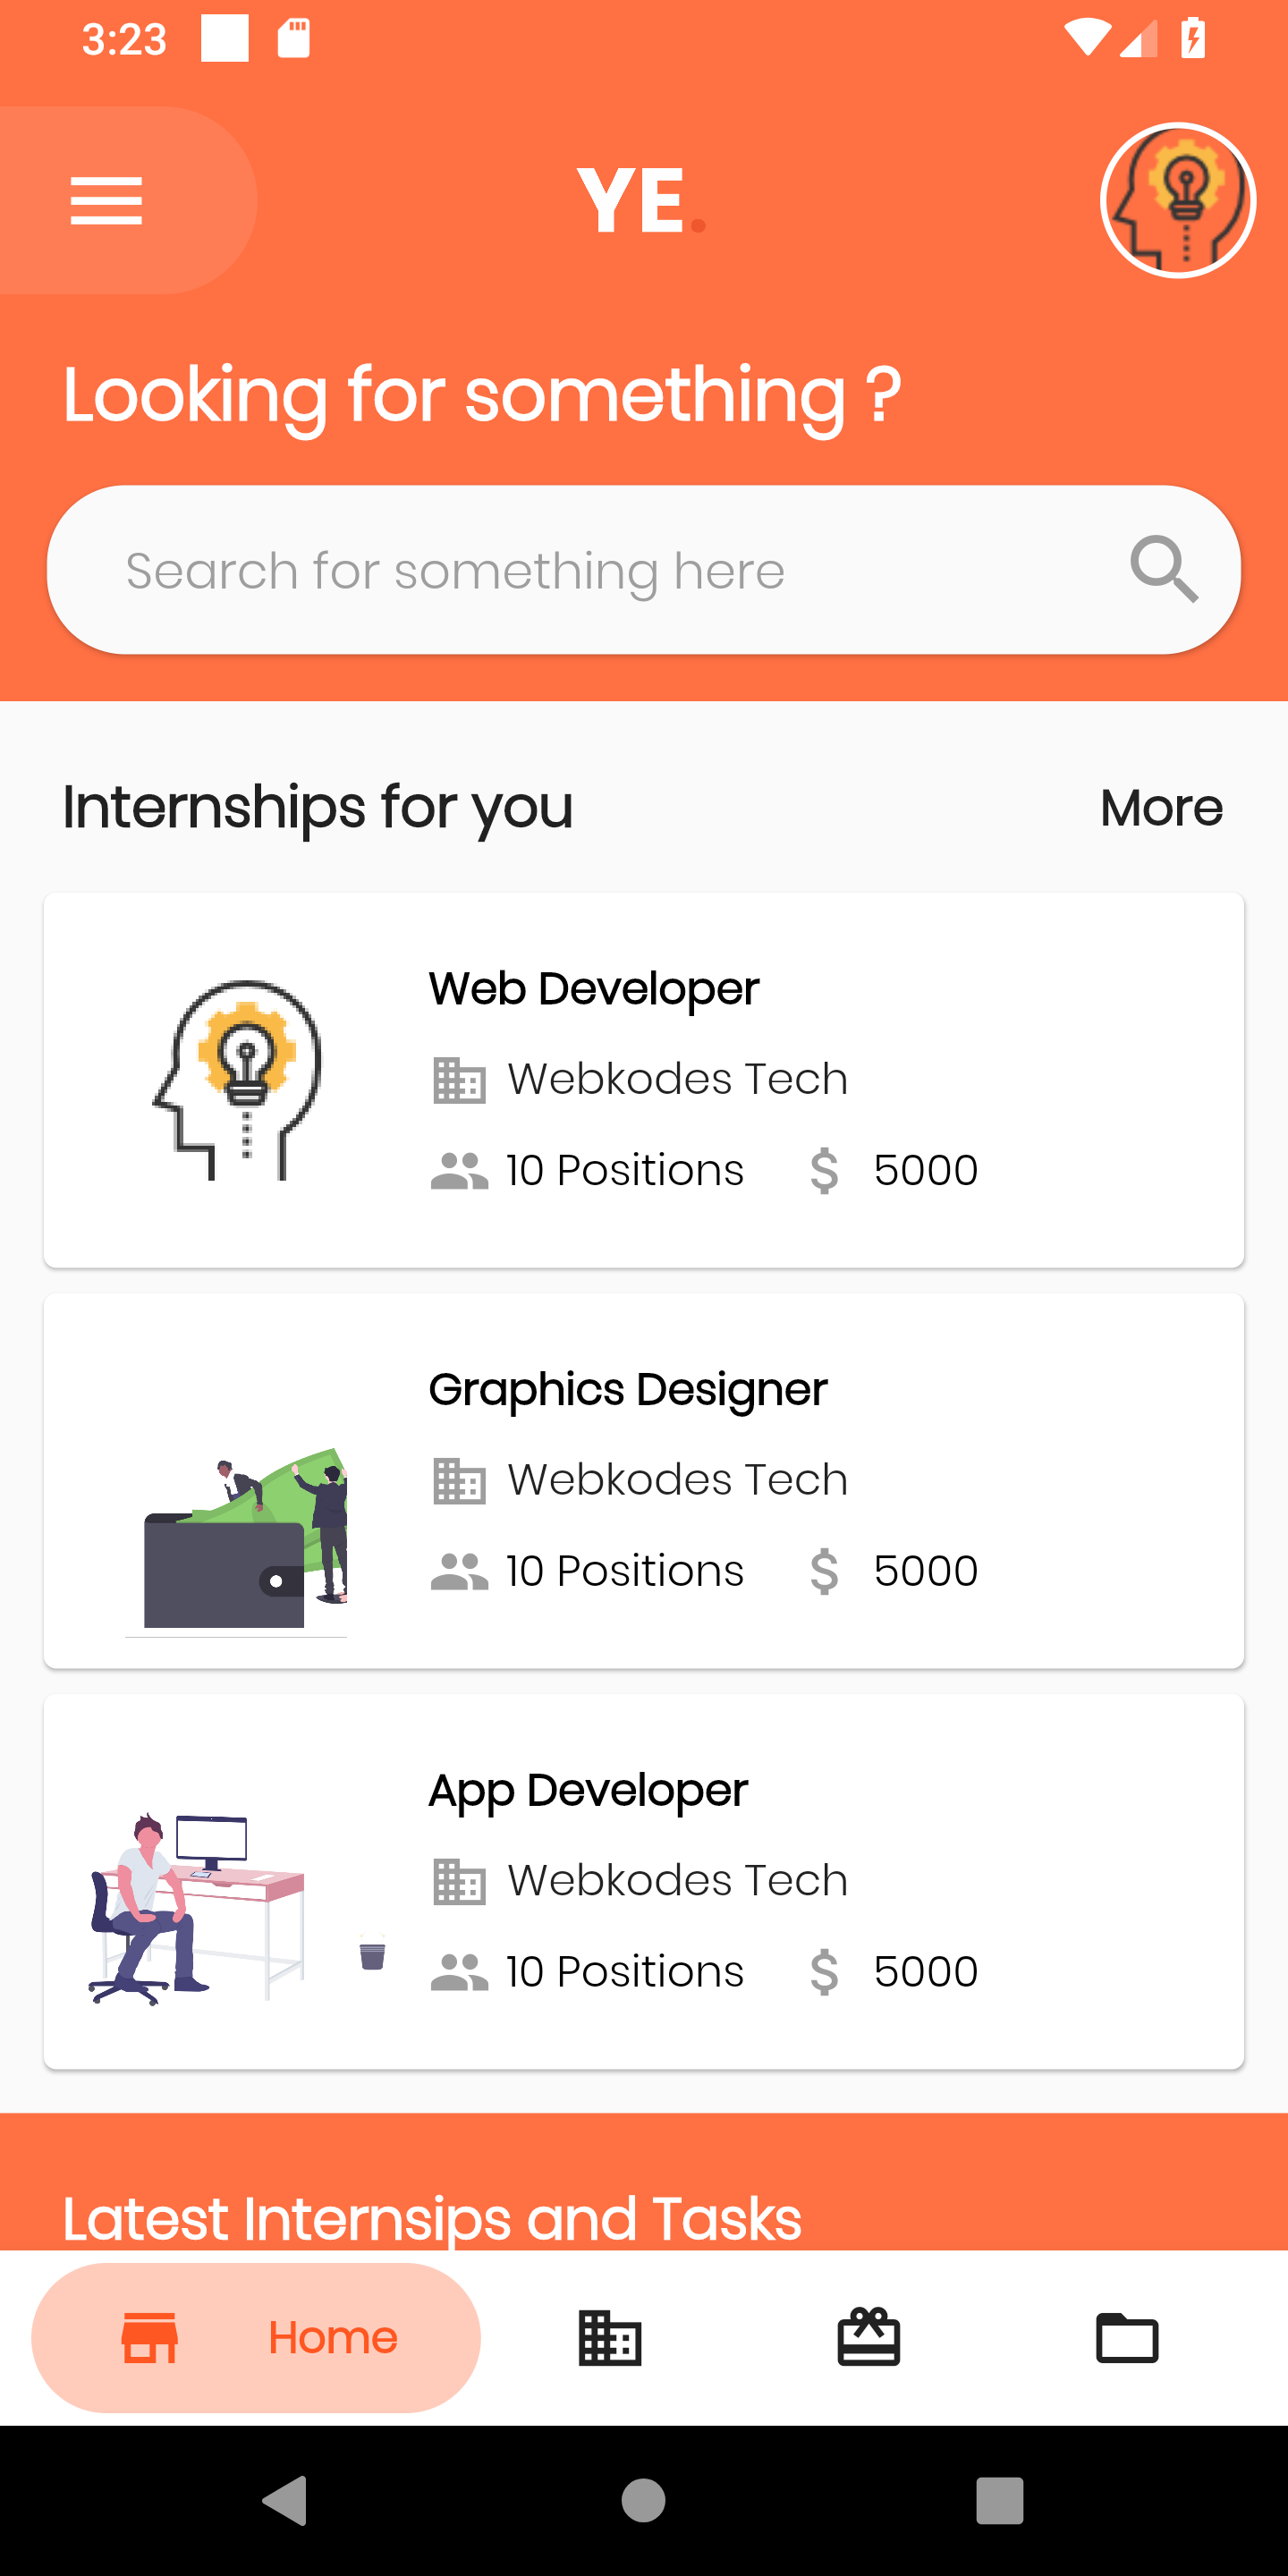 3:23
YE.
Looking for something ?
Search for something here
Internships for you More
Web Developer
Webkodes Tech
10 Positions $ 5000
Graphics Designer
Webkodes Tech
10 Positions $ 5000
App Developer
Webkodes Tech
10 Positions $ 5000
Latest Internsips and Tasks
Home